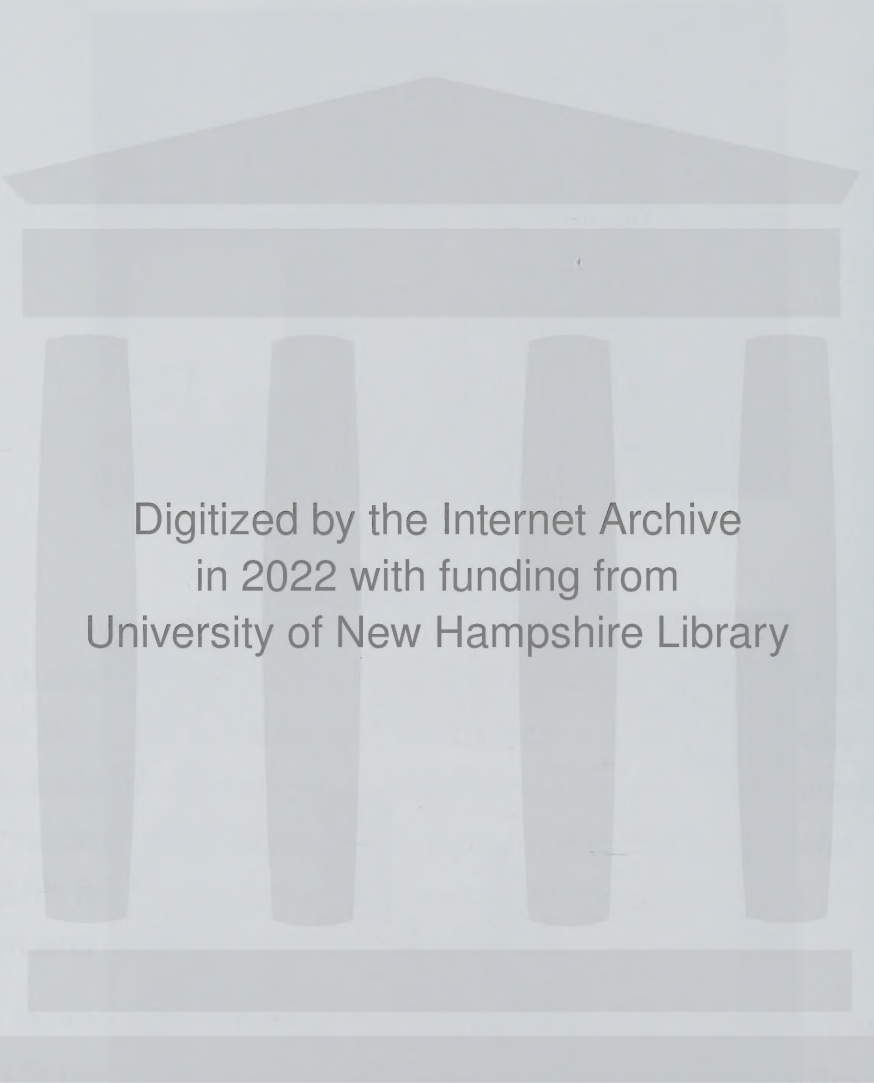 Digitized by the Internet Archive
in 2022 with funding from
University of New Hampshire Library